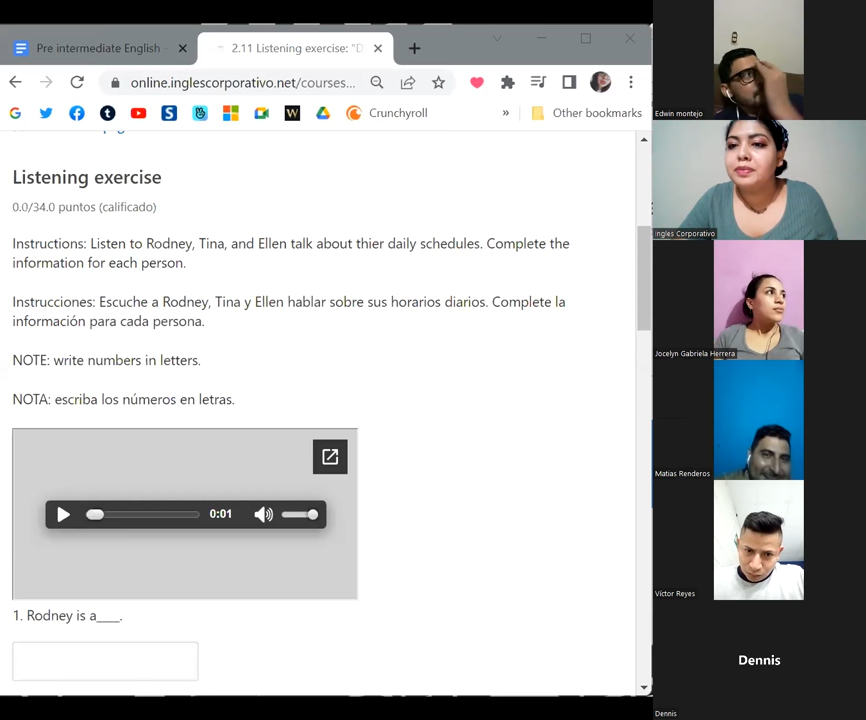 Pre intermediate English
2.11 Listening exercise: "D
online.inglescorporativo.net/courses...
Crunchyroll
»
Other bookmarks
Listening exercise
0.0/34.0 puntos (calificado)
Instructions: Listen to Rodney, Tina, and Ellen talk about thier daily schedules. Complete the
information for each person.
Instrucciones: Escuche a Rodney, Tina y Ellen hablar sobre sus horarios diarios. Complete la
información para cada persona.
NOTE: write numbers in letters.
NOTA: escriba los números en letras.
0:01
1. Rodney is a____.
Edwin montejo
Ingles Corporativo
Jocelyn Gabriela Herrera
Matias Renderos
Víctor Reyes
Dennis
Dennis